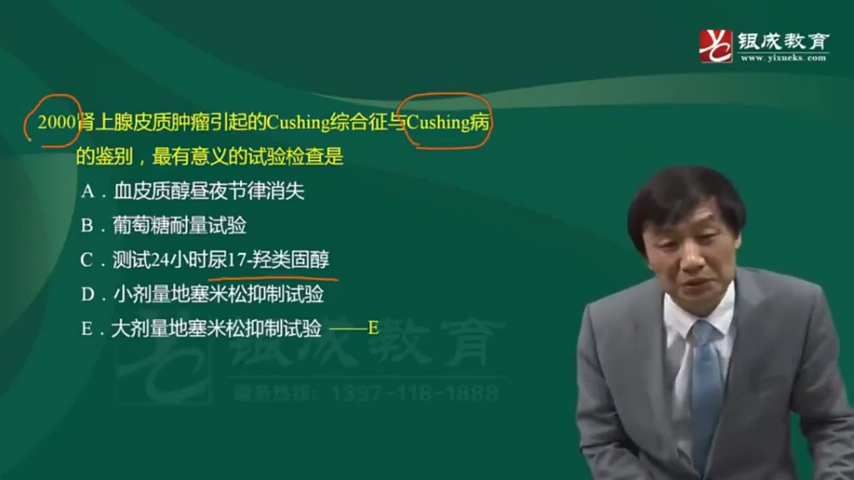 银成教育
www.yixueks.com
2000肾上腺皮质肿瘤引起的Cushing综合征与Cushing病
的鉴别，最有意义的试验检查是
A．血皮质醇昼夜节律消失
B．葡萄糖耐量试验
C．测试24小时尿17-羟类固醇
D．小剂量地塞米松抑制试验
E．大剂量地塞米松抑制试验 ——E
银成教育
服务热线：1397-118-1888